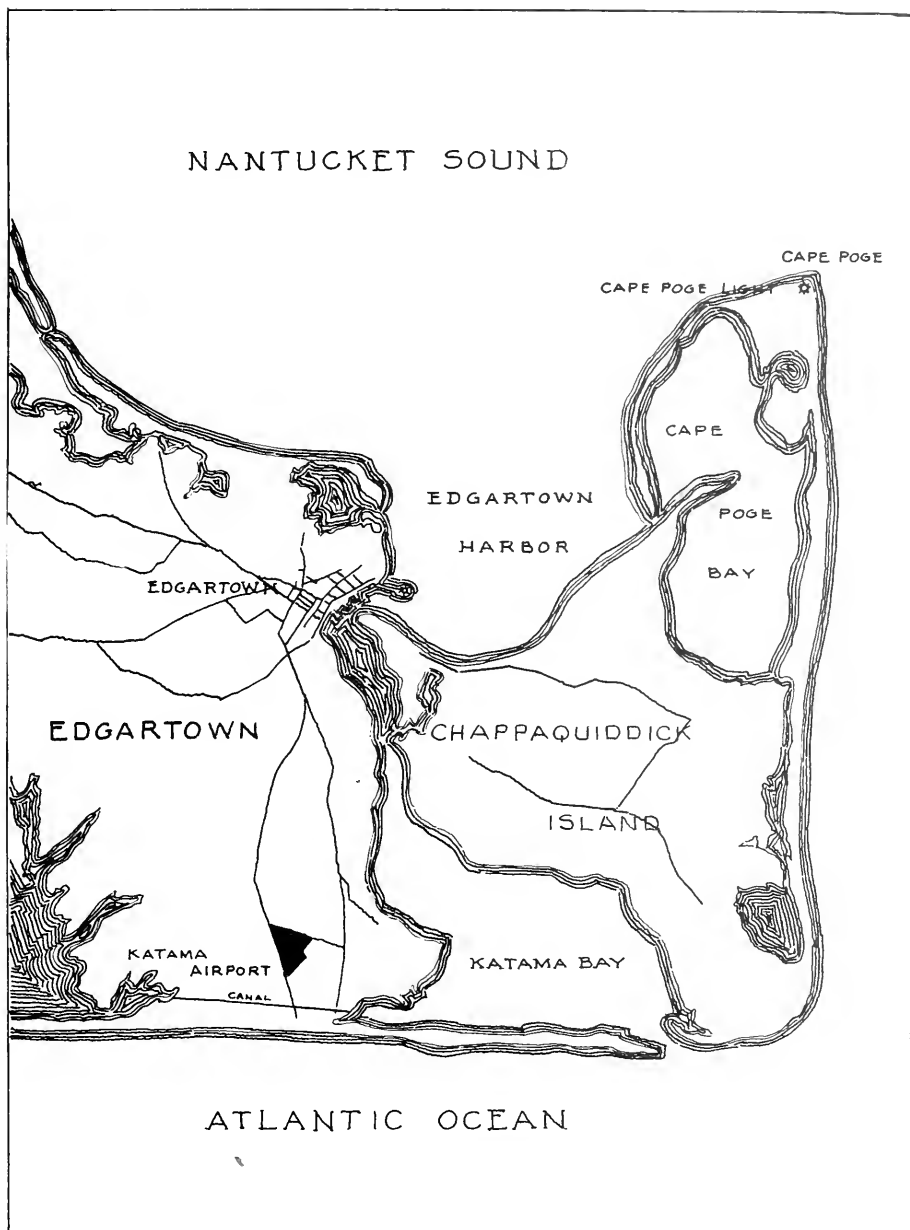 NANTUCKET SOUND
CAPE POGE
CAPE POGE LIGHT
CAPE
EDGARTOWN
POGE
HARBOR
BAY
EDGARTOWN
EDGARTOWN
CHAPPAQUIDDICK
ISLAND
KATAMA
AIRPORT
KATAMA BAY
CANAL
ATLANTIC OCEAN